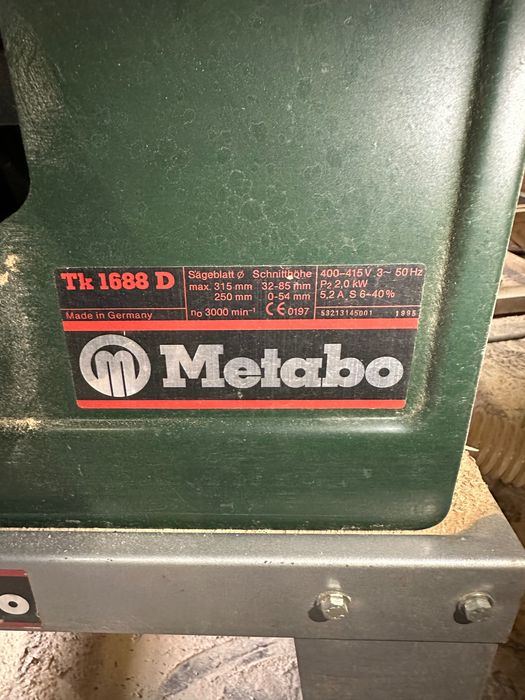 Tk 1688 D
Made in Germany
Sägeblatt ø Schnitthöhe
max. 315 mm 32-85 mm
250 mm 0-54 mm
n₀ 3000 min⁻¹ CE 0197
400-415 V 3~ 50 Hz
P₂ 2,0 kW
5,2 A, S 6-40%
53213145001 1995
Metabo
o